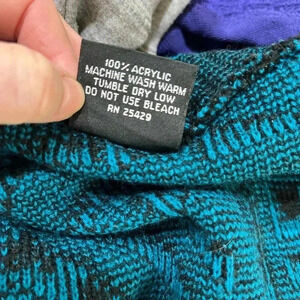 100% ACRYLIC
MACHINE WASH WARM
TUMBLE DRY LOW
DO NOT USE BLEACH
RN 25429